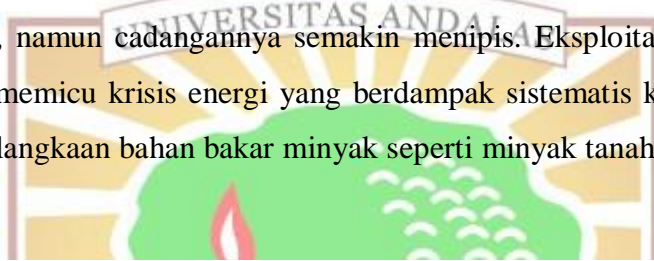 UNIVERSITAS ANDALA
, namun cadangannya semakin menipis. Eksploita
memicu krisis energi yang berdampak sistematis k
langkaan bahan bakar minyak seperti minyak tanah